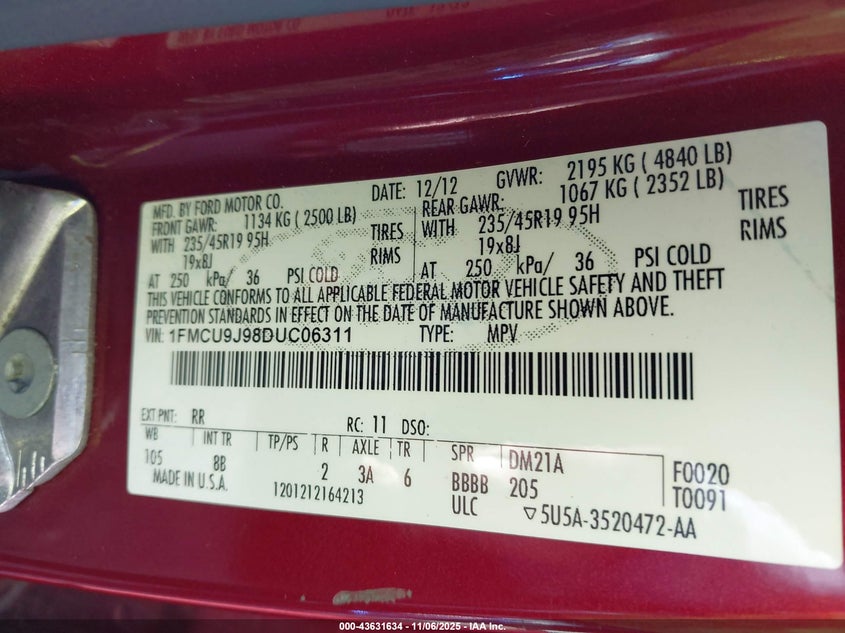 MFD. BY FORD MOTOR CO. DATE: 12/12 GVWR: 2195 KG ( 4840 LB)
FRONT GAWR: 1134 KG ( 2500 LB) REAR GAWR: 1067 KG ( 2352 LB)
WITH 235/45R19 95H TIRES WITH 235/45R19 95H TIRES
19x8J RIMS 19x8J RIMS
AT 250 kPa/ 36 PSI COLD AT 250 kPa/ 36 PSI COLD
THIS VEHICLE CONFORMS TO ALL APPLICABLE FEDERAL MOTOR VEHICLE SAFETY AND THEFT
PREVENTION STANDARDS IN EFFECT ON THE DATE OF MANUFACTURE SHOWN ABOVE.
VIN: 1FMCU9J98DUC06311 TYPE: MPV
EXT PNT: RR RC: 11 DSO:
WB INT TR TP/PS R AXLE TR SPR DM21A F0020
105 8B 2 3A 6 BBBB 205 T0091
MADE IN U.S.A. 1201212164213 ULC ▽5U5A-3520472-AA
000-43631634 - 11/06/2025 - IAA Inc.